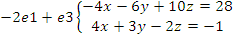 -2e1 + e3 { -4x - 6y + 10z = 28
4x + 3y - 2z = -1